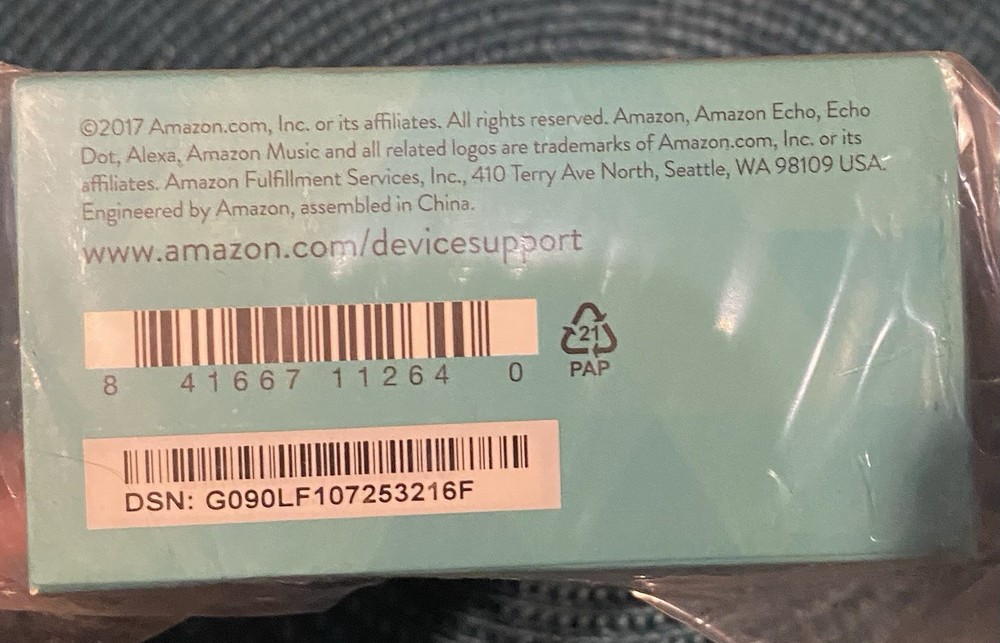 ©2017 Amazon.com, Inc. or its affiliates. All rights reserved. Amazon, Amazon Echo, Echo
Dot, Alexa, Amazon Music and all related logos are trademarks of Amazon.com, Inc. or its
affiliates. Amazon Fulfillment Services, Inc., 410 Terry Ave North, Seattle, WA 98109 USA.
Engineered by Amazon, assembled in China.
www.amazon.com/devicesupport
8 41667 11264 0
21
PAP
DSN: G090LF107253216F